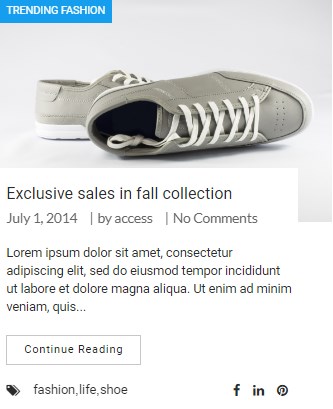 TRENDING FASHION
Exclusive sales in fall collection
July 1, 2014 | by access | No Comments
Lorem ipsum dolor sit amet, consectetur
adipiscing elit, sed do eiusmod tempor incididunt
ut labore et dolore magna aliqua. Ut enim ad minim
veniam, quis...
Continue Reading
fashion,life,shoe